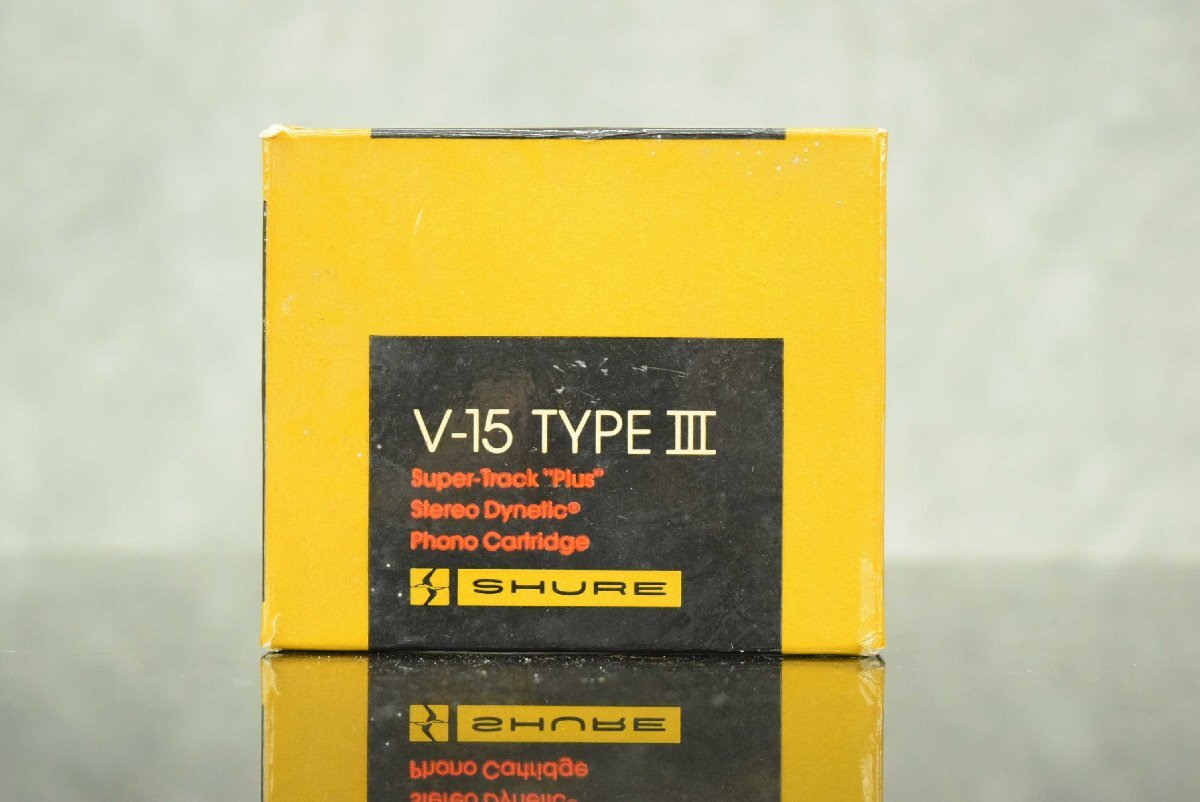 V-15 TYPE III
Super-Track "Plus"
Stereo Dynetic®
Phono Cartridge
SHURE